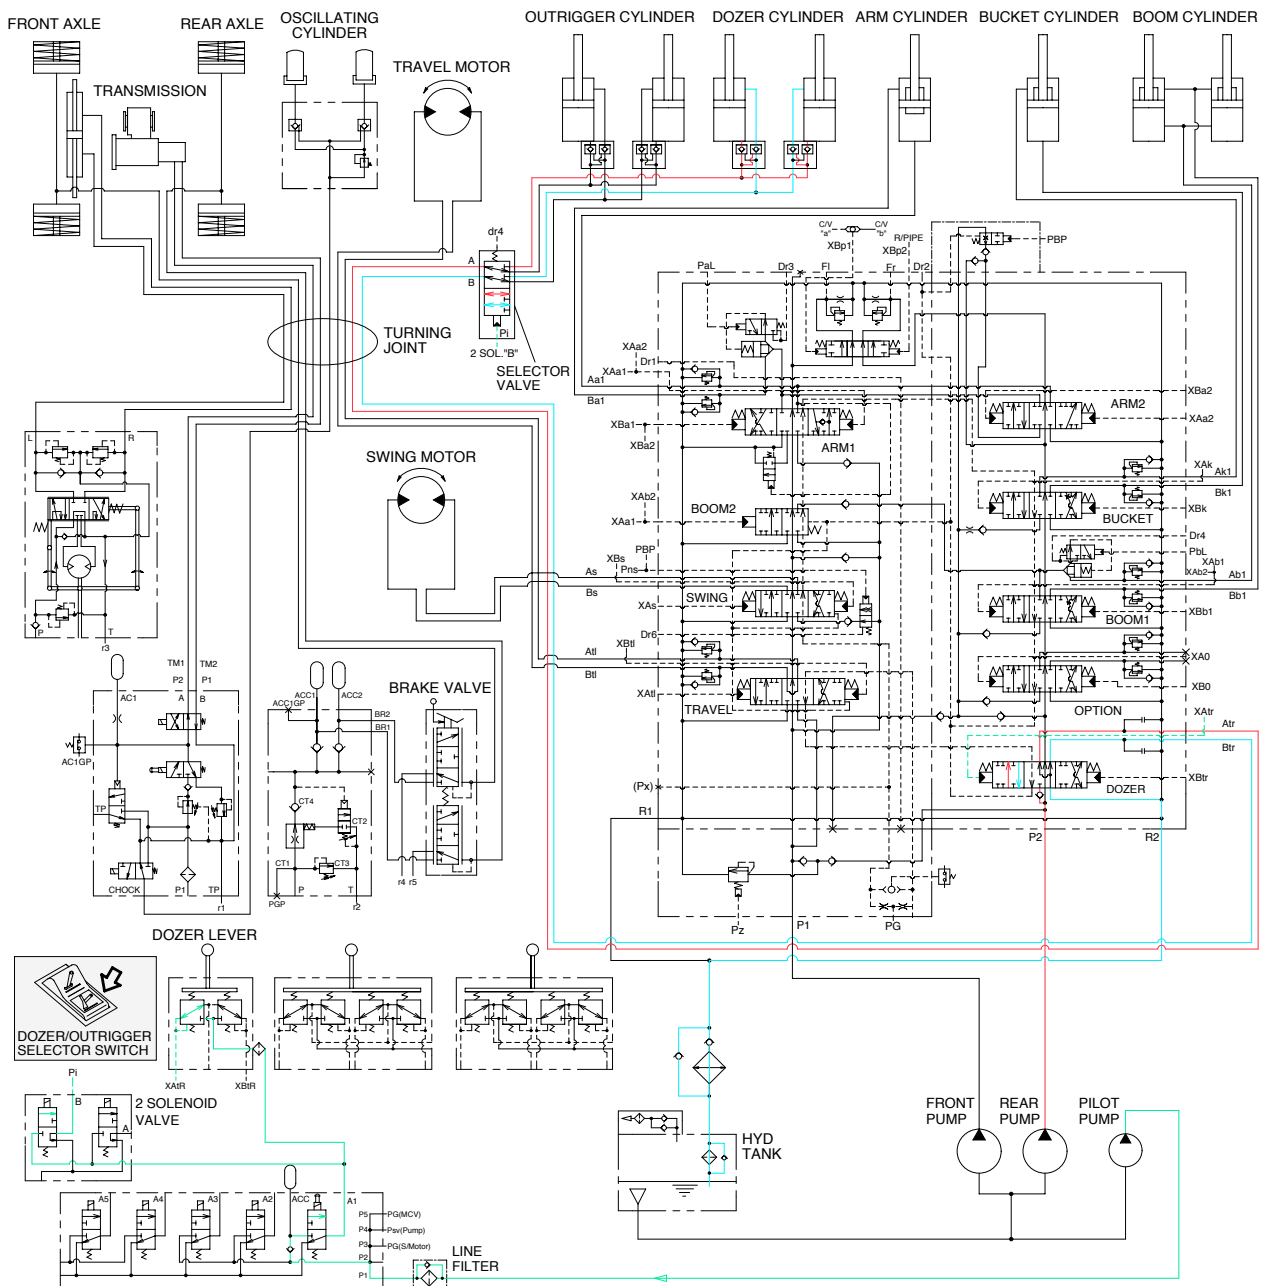 FRONT AXLE
REAR AXLE
OSCILLATING
CYLINDER
OUTRIGGER CYLINDER
DOZER CYLINDER
ARM CYLINDER
BUCKET CYLINDER
BOOM CYLINDER
TRANSMISSION
TRAVEL MOTOR
dr4
A
B
Pi
2 SOL."B"
SELECTOR
VALVE
TURNING
JOINT
C/V
"a"
C/V
"b"
XBp1
R/PIPE
XBp2
PBP
PaL
Dr3
Fl
Fr
Dr2
XAa2
Dr1
XAa1
Aa1
Ba1
XBa2
ARM2
XAa2
XBa1
XBa2
ARM1
L
R
SWING MOTOR
XAk
Ak1
Bk1
XAb2
BOOM2
XAa1
XBk
BUCKET
Dr4
PbL
XAb1
XAb2
Ab1
Bb1
PBP
XBs
Pns
As
Bs
SWING
XAs
XBb1
BOOM1
Dr6
XBtl
Atl
Btl
XAtl
TRAVEL
XA0
XB0
OPTION
XAtr
Atr
Btr
XBtr
DOZER
P
T
r3
TM1
TM2
P2
P1
AC1
A
B
AC1GP
TP
CHOCK
P1
TP
r1
ACC1
ACC2
ACC1GP
BR2
BR1
BRAKE VALVE
CT4
CT2
CT1
CT3
PGP
P
T
r2
r4
r5
(Px)
R1
P2
R2
Pz
P1
PG
DOZER LEVER
DOZER/OUTRIGGER
SELECTOR SWITCH
XAtR
XBtR
Pi
B
A
2 SOLENOID
VALVE
FRONT
PUMP
REAR
PUMP
PILOT
PUMP
HYD
TANK
A5
A4
A3
A2
ACC
A1
P5
PG(MCV)
P4
Psv(Pump)
P3
PG(S/Motor)
P2
P1
LINE
FILTER